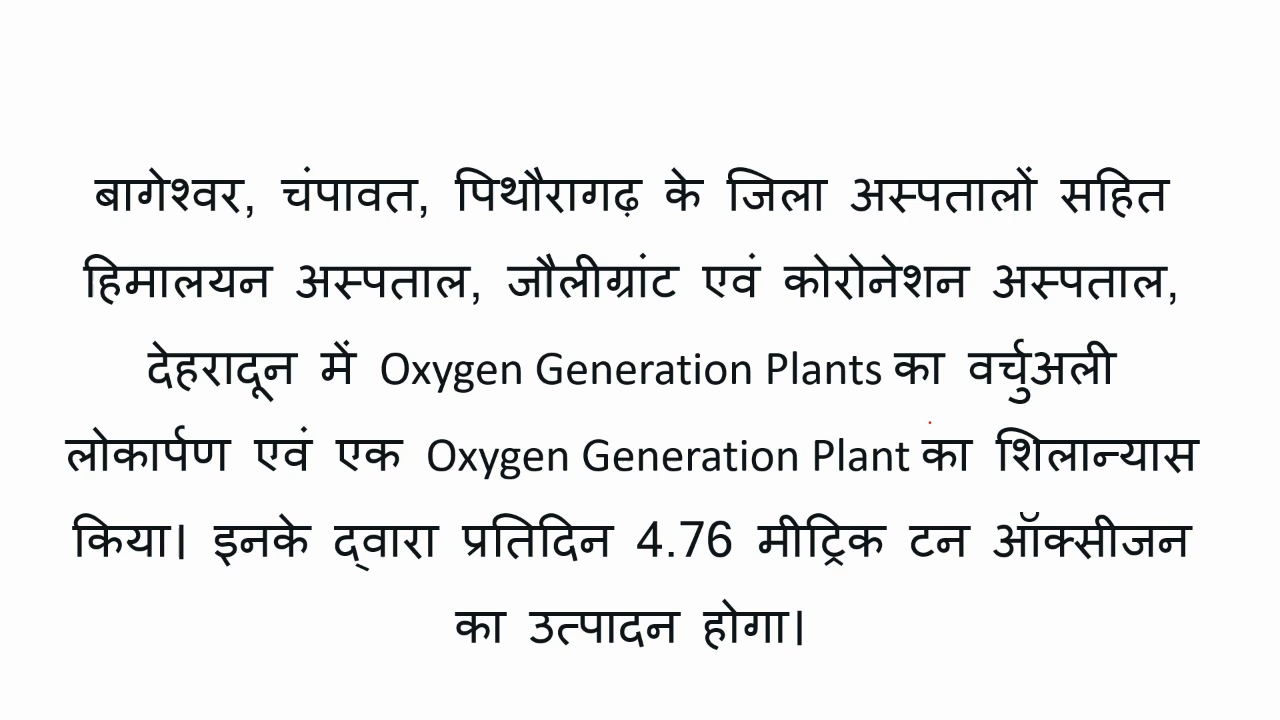 बागेश्वर, चंपावत, पिथौरागढ़ के जिला अस्पतालों सहित
हिमालयन अस्पताल, जौलीग्रांट एवं कोरोनेशन अस्पताल,
देहरादून में Oxygen Generation Plants का वर्चुअली
लोकार्पण एवं एक Oxygen Generation Plant का शिलान्यास
किया। इनके द्वारा प्रतिदिन 4.76 मीट्रिक टन ऑक्सीजन
का उत्पादन होगा।